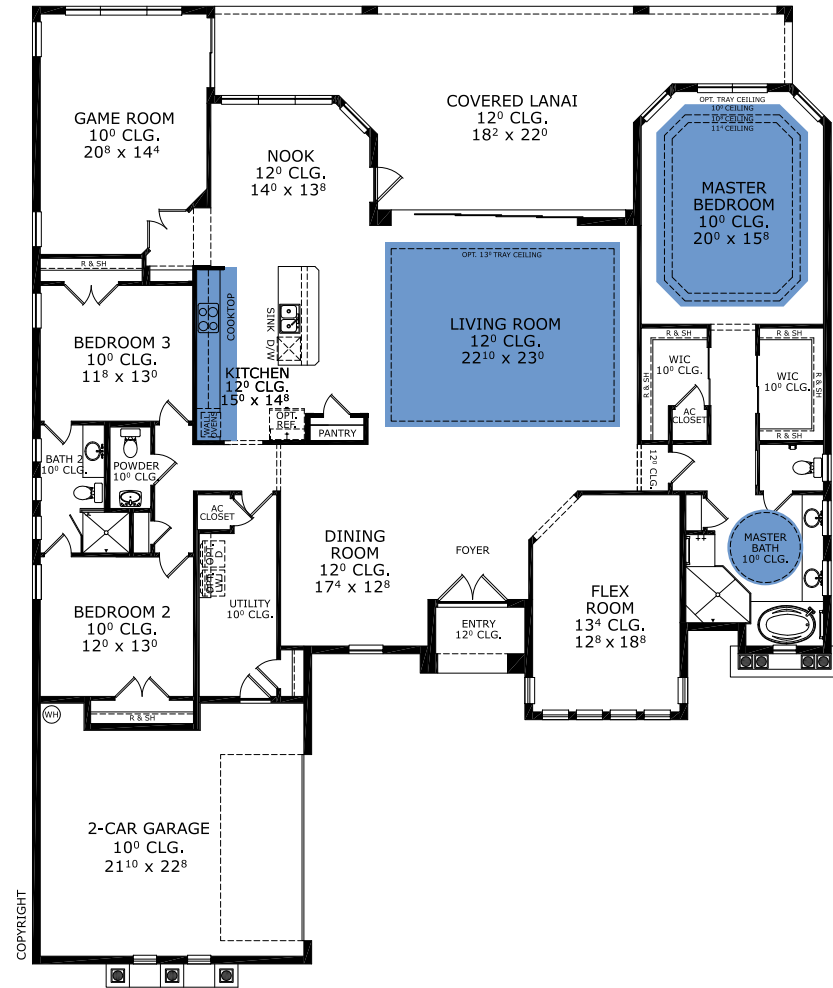 GAME ROOM
10⁰ CLG.
20⁸ x 14⁴
COVERED LANAI
12⁰ CLG.
18² x 22⁰
OPT. TRAY CEILING
10⁰ CEILING
10⁸ CEILING
11⁴ CEILING
MASTER
BEDROOM
10⁰ CLG.
20⁰ x 15⁸
NOOK
12⁰ CLG.
14⁰ x 13⁸
R & SH
OPT. 13⁴ TRAY CEILING
LIVING ROOM
12⁰ CLG.
22¹⁰ x 23⁰
COOKTOP
SINK
D/W
KITCHEN
12⁰ CLG.
15⁰ x 14⁸
WALL
OVENS
OPT.
REF.
PANTRY
BEDROOM 3
10⁰ CLG.
11⁸ x 13⁰
R & SH
R & SH
WIC
10⁰ CLG.
AC
CLOSET
R & SH
WIC
10⁰ CLG.
R & SH
R & SH
12⁰ CLG.
BATH 2
10⁰ CLG.
POWDER
10⁰ CLG.
AC
CLOSET
OPT.
OPT.
W
D
UTILITY
10⁰ CLG.
DINING
ROOM
12⁰ CLG.
17⁴ x 12⁸
FOYER
ENTRY
12⁰ CLG.
FLEX
ROOM
13⁴ CLG.
12⁸ x 18⁸
MASTER
BATH
10⁰ CLG.
BEDROOM 2
10⁰ CLG.
12⁰ x 13⁰
R & SH
WH
2-CAR GARAGE
10⁰ CLG.
21¹⁰ x 22⁸
COPYRIGHT